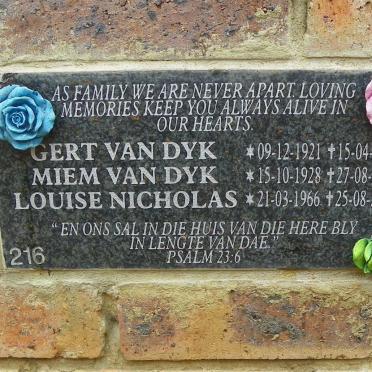 AS FAMILY WE ARE NEVER APART. LOVING
MEMORIES KEEP YOU ALWAYS ALIVE IN
OUR HEARTS.
GERT VAN DYK *09-12-1921 †15-04-
MIEM VAN DYK *15-10-1928 †27-08-
LOUISE NICHOLAS *21-03-1966 †25-08-
"EN ONS SAL IN DIE HUIS VAN DIE HERE BLY
IN LENGTE VAN DAE."
PSALM 23:6
216